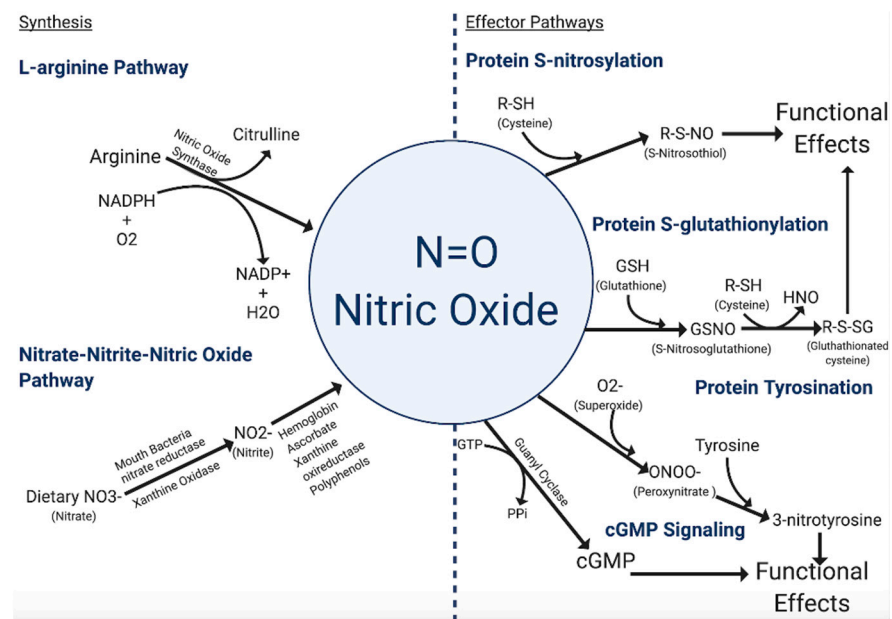 Synthesis
L-arginine Pathway
Arginine
Nitric Oxide
Synthase
Citrulline
NADPH
+
O2
NADP+
+
H2O
Nitrate-Nitrite-Nitric Oxide
Pathway
Dietary NO3-
(Nitrate)
Mouth Bacteria
nitrate reductase
Xanthine Oxidase
NO2-
(Nitrite)
Hemoglobin
Ascorbate
Xanthine
oxireductase
Polyphenols
N=O
Nitric Oxide
Effector Pathways
Protein S-nitrosylation
R-SH
(Cysteine)
R-S-NO
(S-Nitrosothiol)
Functional
Effects
Protein S-glutathionylation
GSH
(Glutathione)
GSNO
(S-Nitrosoglutathione)
R-SH
(Cysteine)
HNO
R-S-SG
(Gluthathionated
cysteine)
Protein Tyrosination
O2-
(Superoxide)
ONOO-
(Peroxynitrate )
Tyrosine
3-nitrotyrosine
GTP
Guanyl Cyclase
PPi
cGMP Signaling
cGMP
Functional
Effects